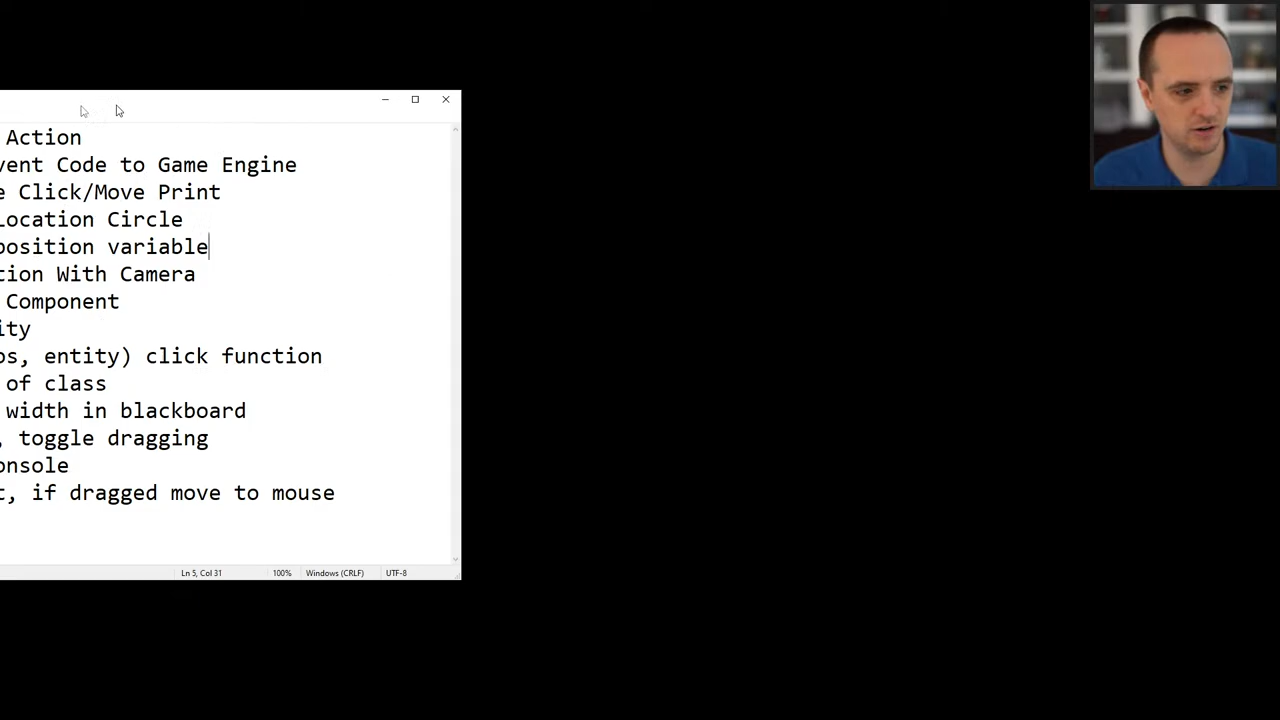 Action
vent Code to Game Engine
e Click/Move Print
Location Circle
position variable
tion With Camera
Component
ity
os, entity) click function
of class
width in blackboard
, toggle dragging
onsole
t, if dragged move to mouse
Ln 5, Col 31 100% Windows (CRLF) UTF-8